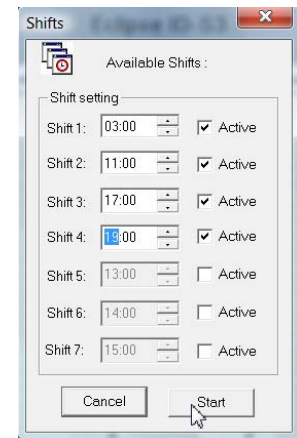 Shifts
Available Shifts :
Shift setting
Shift 1: 03:00 Active
Shift 2: 11:00 Active
Shift 3: 17:00 Active
Shift 4: 19:00 Active
Shift 5: 13:00 Active
Shift 6: 14:00 Active
Shift 7: 15:00 Active
Cancel Start